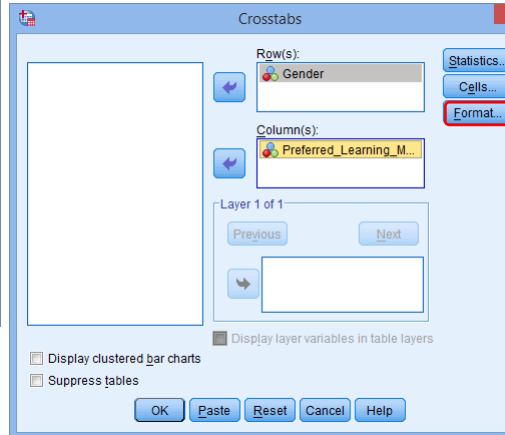 Crosstabs
Row(s):
Gender
Statistics...
Cells...
Format...
Column(s):
Preferred_Learning_M...
Layer 1 of 1
Previous
Next
Display layer variables in table layers
Display clustered bar charts
Suppress tables
OK
Paste
Reset
Cancel
Help